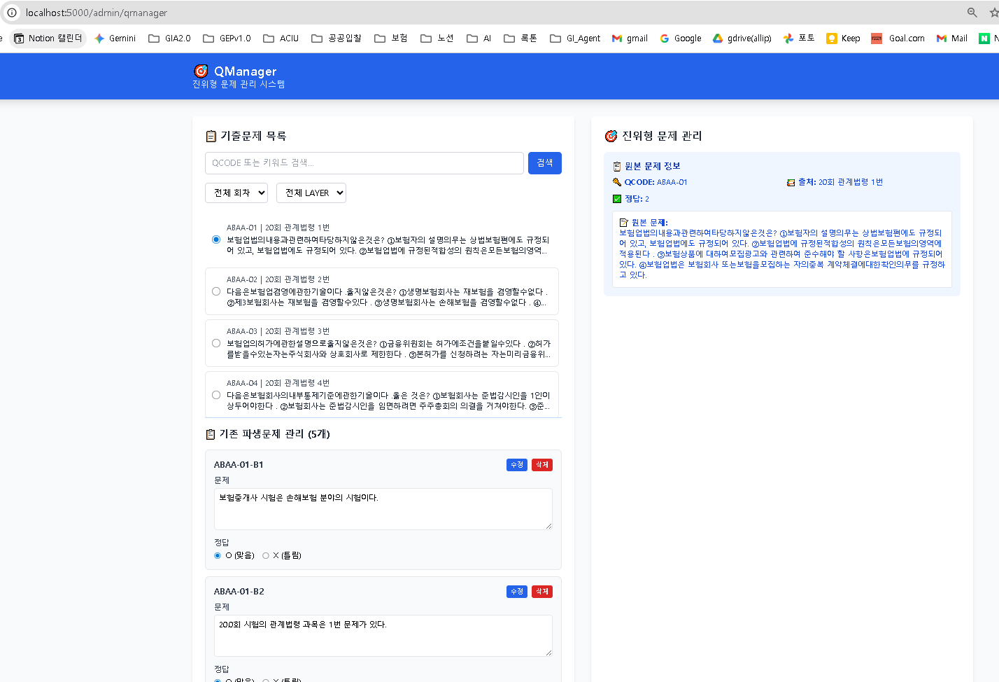 localhost:5000/admin/qmanager
Notion 캘린더
Gemini
GIA2.0
GEPv1.0
ACIU
공공입찰
보험
노션
AI
록톤
GI_Agent
gmail
Google
gdrive(allip)
포토
Keep
Goal.com
Mail
QManager
진위형 문제 관리 시스템
기출문제 목록
QCODE 또는 키워드 검색...
검색
전체 회차
전체 LAYER
ABAA-01 | 20회 관계법령 1번
보험업법의내용과관련하여타당하지않은것은? ①보험자의 설명의무는 상법보험편에도 규정되
어 있고, 보험업법에도 규정되어 있다. ②보험업법에 규정된적합성의 원칙은모든보험의영역...
ABAA-02 | 20회 관계법령 2번
다음은보험업겸영에관한기술이다 .옳지않은것은? ①생명보험회사는 재보험을 겸영할수없다 .
②제3보험회사는 재보험을 겸영할수있다 . ③생명보험회사는 손해보험을 겸영할수없다 . ④...
ABAA-03 | 20회 관계법령 3번
보험업의허가에관한설명으로옳지않은것은? ①금융위원회는 허가에조건을붙일수있다 . ②허가
를받을수있는자는주식회사와 상호회사로 제한한다 . ③본허가를 신청하려는 자는미리금융위...
ABAA-04 | 20회 관계법령 4번
다음은보험회사의내부통제기준에관한기술이다 .옳은 것은? ①보험회사는 준법감시인을 1인이
상두어야한다 . ②보험회사는 준법감시인을 임면하려면 주주총회의 의결을 거쳐야한다. ③준...
기존 파생문제 관리 (5개)
ABAA-01-B1
수정
삭제
문제
보험중개사 시험은 손해보험 분야의 시험이다.
정답
O (맞음)
X (틀림)
ABAA-01-B2
수정
삭제
문제
20.0회 시험의 관계법령 과목은 1번 문제가 있다.
정답
O (맞음)
X (틀림)
진위형 문제 관리
원본 문제 정보
QCODE: ABAA-01
출처: 20회 관계법령 1번
정답: 2
원본 문제:
보험업법의내용과관련하여타당하지않은것은? ①보험자의 설명의무는 상법보험편에도 규정되
어 있고, 보험업법에도 규정되어 있다. ②보험업법에 규정된적합성의 원칙은모든보험의영역에
적용된다 . ③보험상품에 대하여모집광고와 관련하여 준수해야 할 사항은보험업법에 규정되어
있다. ④보험업법은 보험회사 또는보험을모집하는 자의중복 계약체결에대한확인의무를 규정하
고 있다.